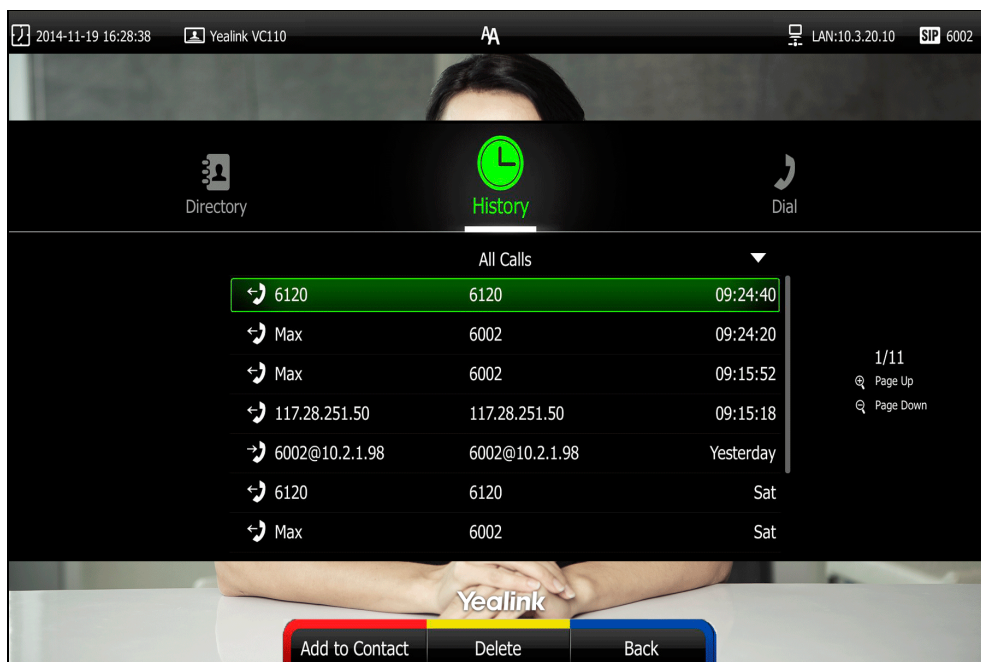 2014-11-19 16:28:38 Yealink VC110 AA LAN:10.3.20.10 SIP 6002
Directory History Dial
All Calls
6120 6120 09:24:40
Max 6002 09:24:20
Max 6002 09:15:52
1/11
Page Up
117.28.251.50 117.28.251.50 09:15:18
Page Down
6002@10.2.1.98 6002@10.2.1.98 Yesterday
6120 6120 Sat
Max 6002 Sat
Yealink
Add to Contact Delete Back